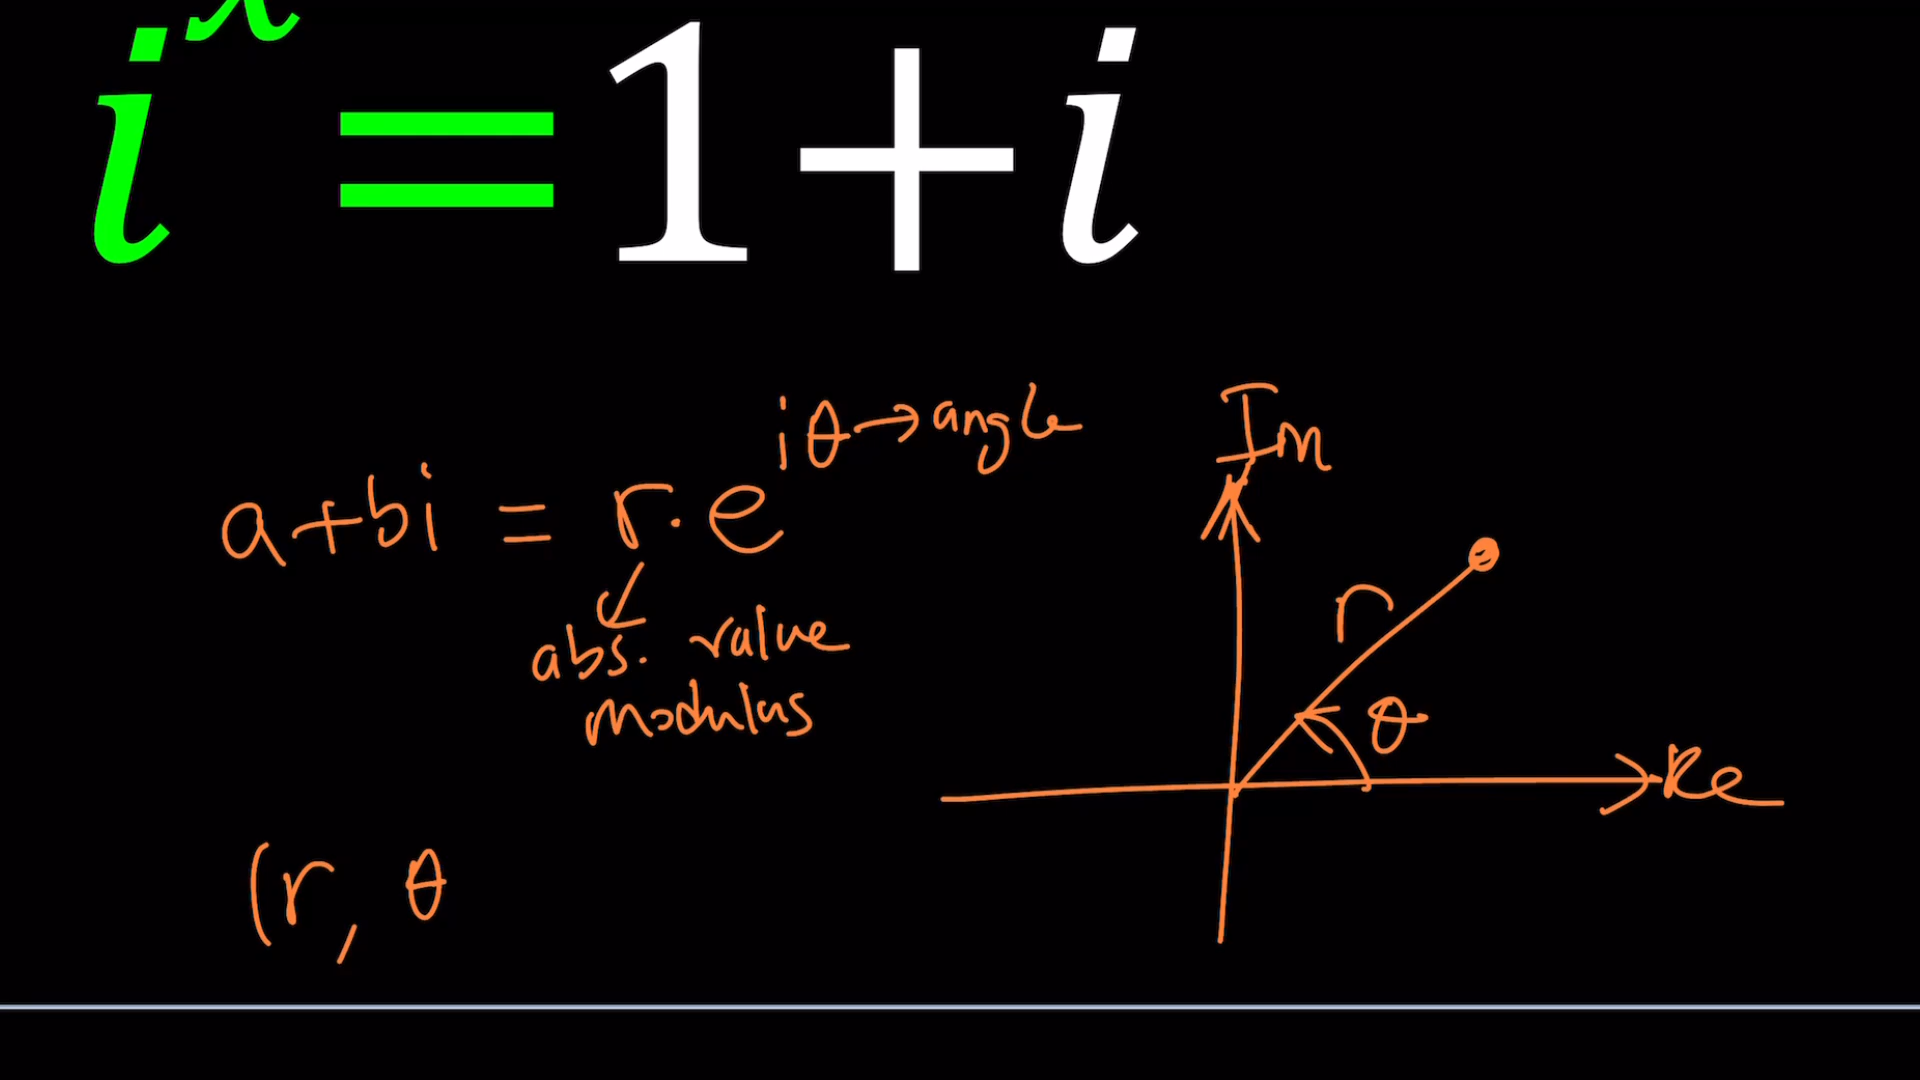 i^x = 1 + i
a+bi = r·e^iθ → angle
abs. value
modulus
(r, θ
Im
r
θ
Re